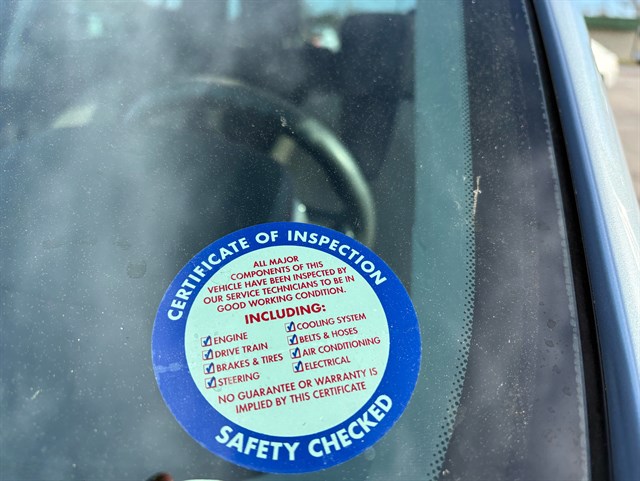 CERTIFICATE OF INSPECTION
ALL MAJOR
COMPONENTS OF THIS
VEHICLE HAVE BEEN INSPECTED BY
OUR SERVICE TECHNICIANS TO BE IN
GOOD WORKING CONDITION.
INCLUDING:
ENGINE
DRIVE TRAIN
BRAKES & TIRES
STEERING
COOLING SYSTEM
BELTS & HOSES
AIR CONDITIONING
ELECTRICAL
NO GUARANTEE OR WARRANTY IS
IMPLIED BY THIS CERTIFICATE
SAFETY CHECKED